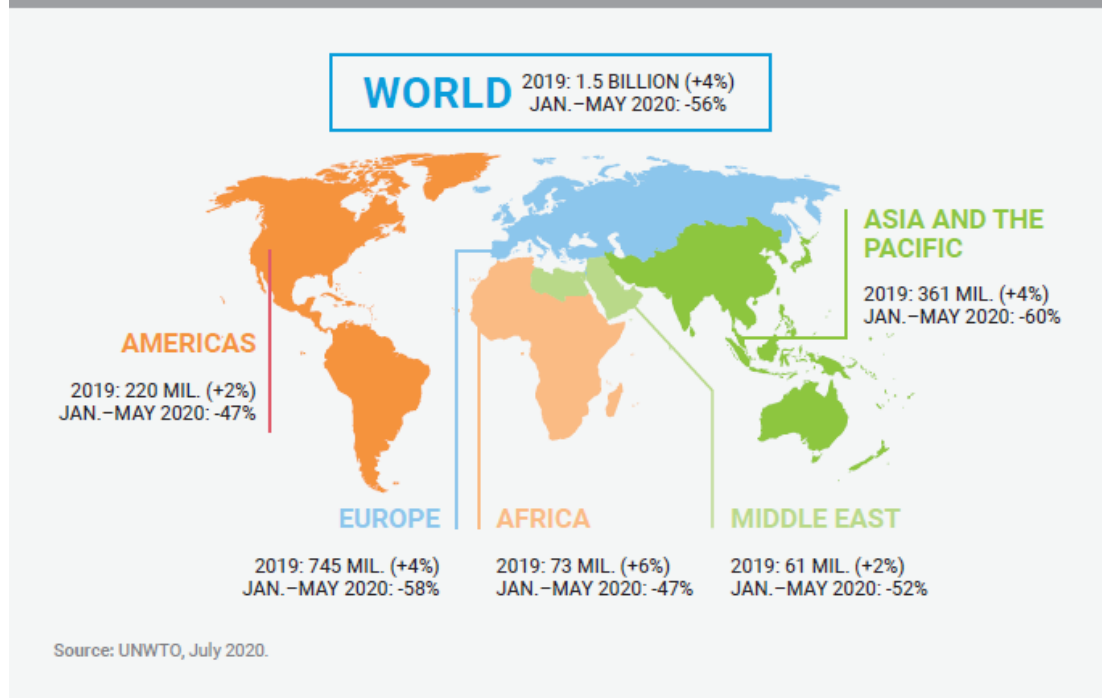 WORLD
2019: 1.5 BILLION (+4%)
JAN.–MAY 2020: -56%
ASIA AND THE
PACIFIC
2019: 361 MIL. (+4%)
JAN.–MAY 2020: -60%
AMERICAS
2019: 220 MIL. (+2%)
JAN.–MAY 2020: -47%
EUROPE
2019: 745 MIL. (+4%)
JAN.–MAY 2020: -58%
AFRICA
2019: 73 MIL. (+6%)
JAN.–MAY 2020: -47%
MIDDLE EAST
2019: 61 MIL. (+2%)
JAN.–MAY 2020: -52%
Source: UNWTO, July 2020.